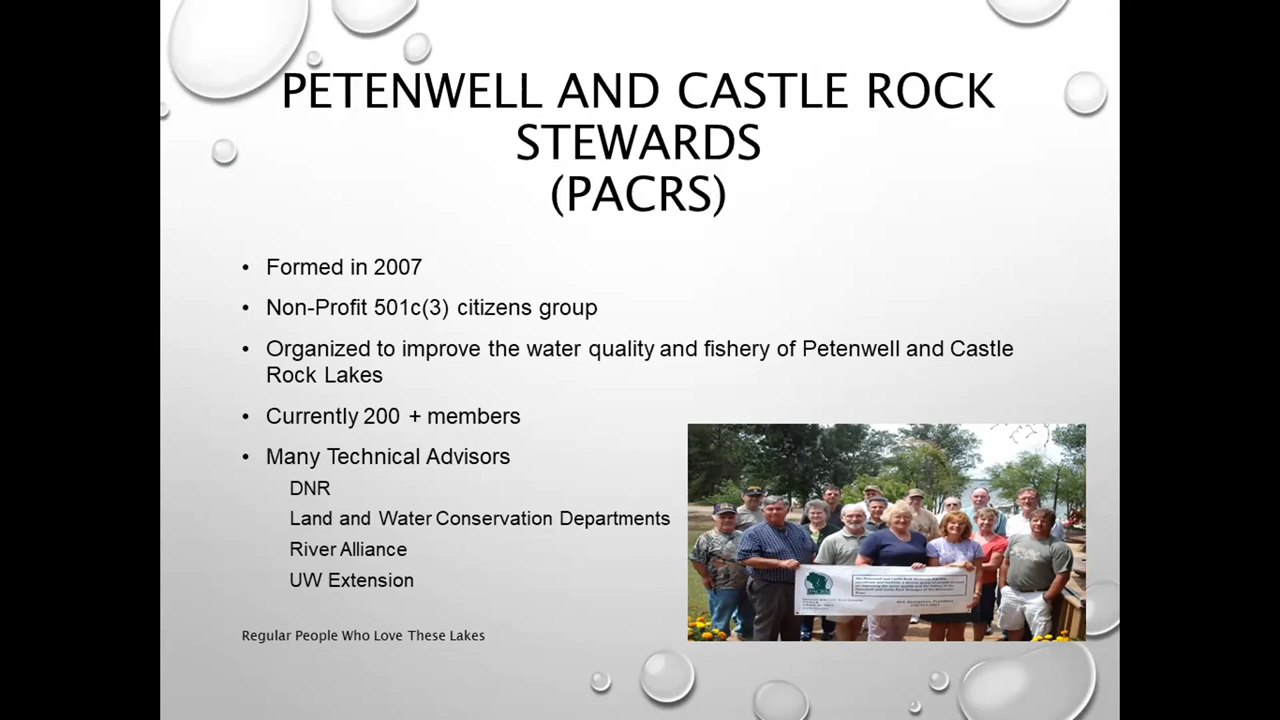 PETENWELL AND CASTLE ROCK
STEWARDS
(PACRS)
• Formed in 2007
• Non-Profit 501c(3) citizens group
• Organized to improve the water quality and fishery of Petenwell and Castle
Rock Lakes
• Currently 200 + members
• Many Technical Advisors
DNR
Land and Water Conservation Departments
River Alliance
UW Extension
Regular People Who Love These Lakes
PACRS